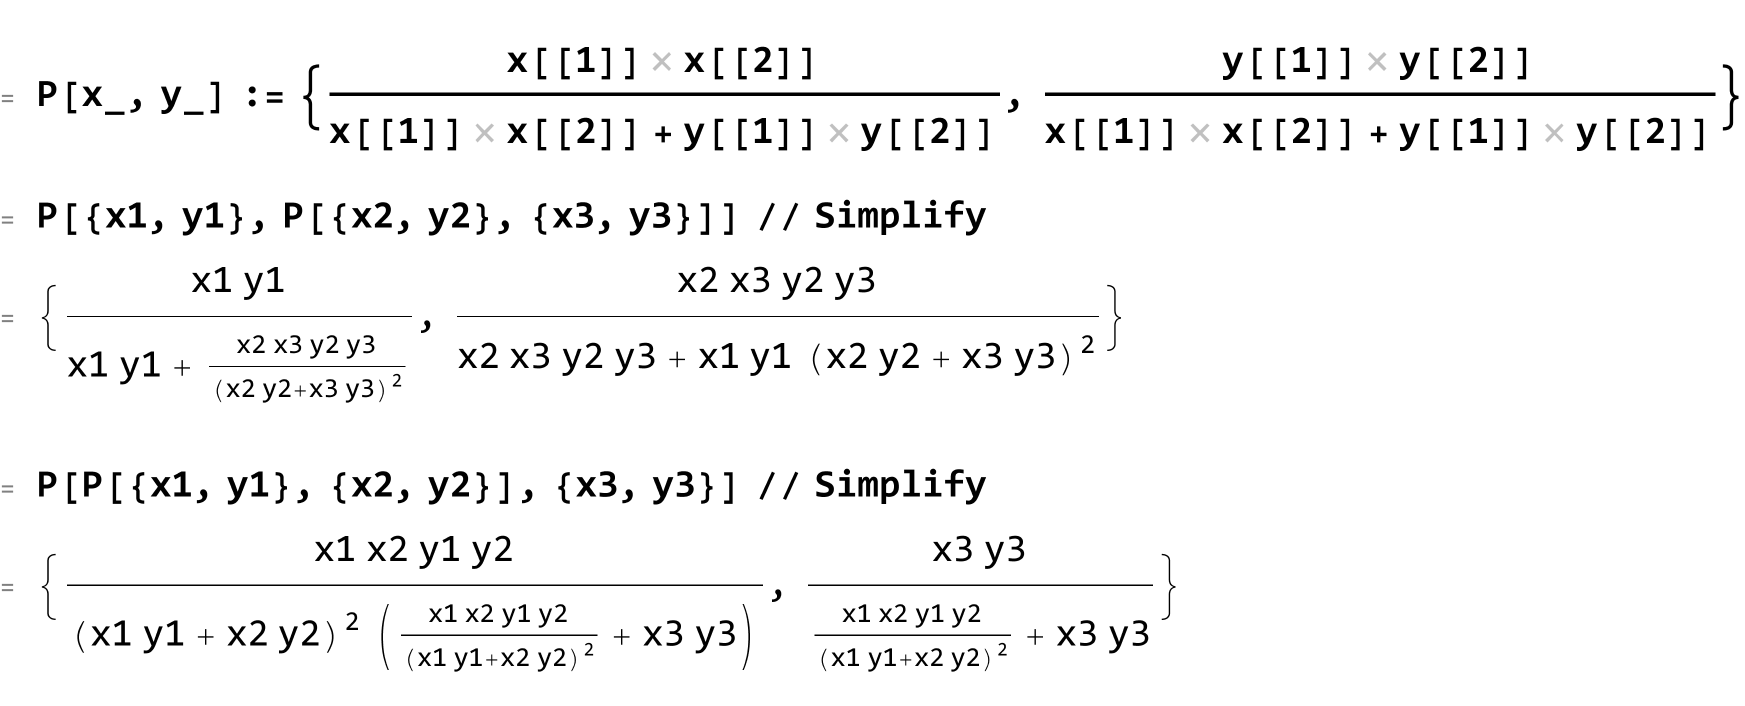 = P[x_, y_] := { x[[1]] × x[[2]] / x[[1]] × x[[2]] + y[[1]] × y[[2]] , y[[1]] × y[[2]] / x[[1]] × x[[2]] + y[[1]] × y[[2]] }
= P[{x1, y1}, P[{x2, y2}, {x3, y3}]] // Simplify
= { x1 y1 / x1 y1 + x2 x3 y2 y3 / (x2 y2+x3 y3)² , x2 x3 y2 y3 / x2 x3 y2 y3 + x1 y1 (x2 y2 + x3 y3)² }
= P[P[{x1, y1}, {x2, y2}], {x3, y3}] // Simplify
= { x1 x2 y1 y2 / (x1 y1 + x2 y2)² ( x1 x2 y1 y2 / (x1 y1+x2 y2)² + x3 y3 ) , x3 y3 / x1 x2 y1 y2 / (x1 y1+x2 y2)² + x3 y3 }